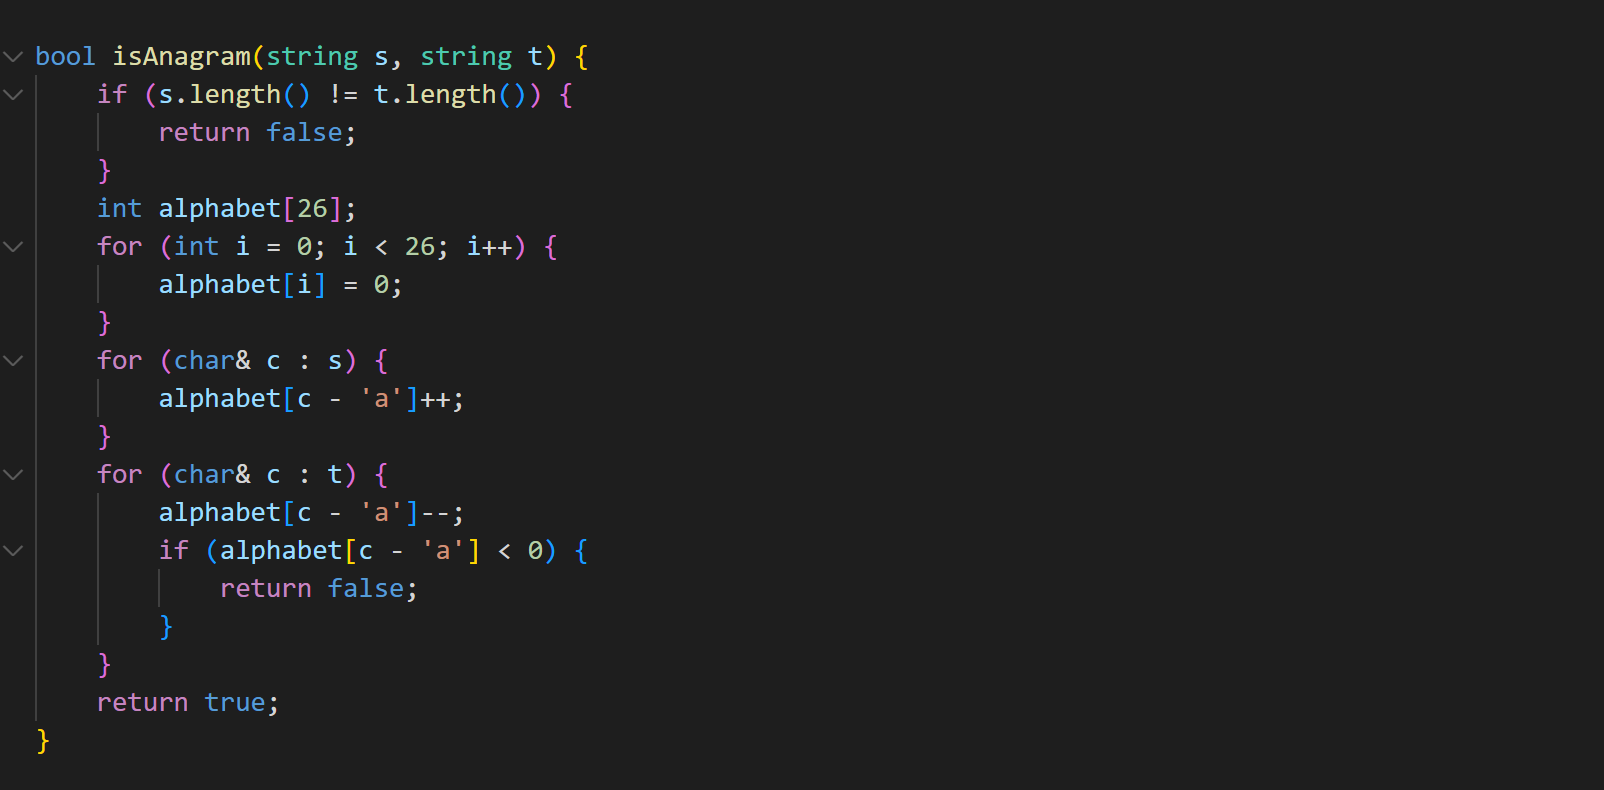 bool isAnagram(string s, string t) {
    if (s.length() != t.length()) {
        return false;
    }
    int alphabet[26];
    for (int i = 0; i < 26; i++) {
        alphabet[i] = 0;
    }
    for (char& c : s) {
        alphabet[c - 'a']++;
    }
    for (char& c : t) {
        alphabet[c - 'a']--;
        if (alphabet[c - 'a'] < 0) {
            return false;
        }
    }
    return true;
}